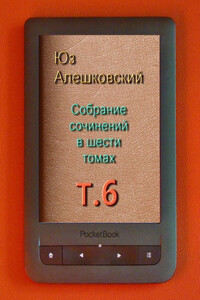 Юз
Алешковский
Собрание
сочинений
в шести
томах
Т.6
PocketBook